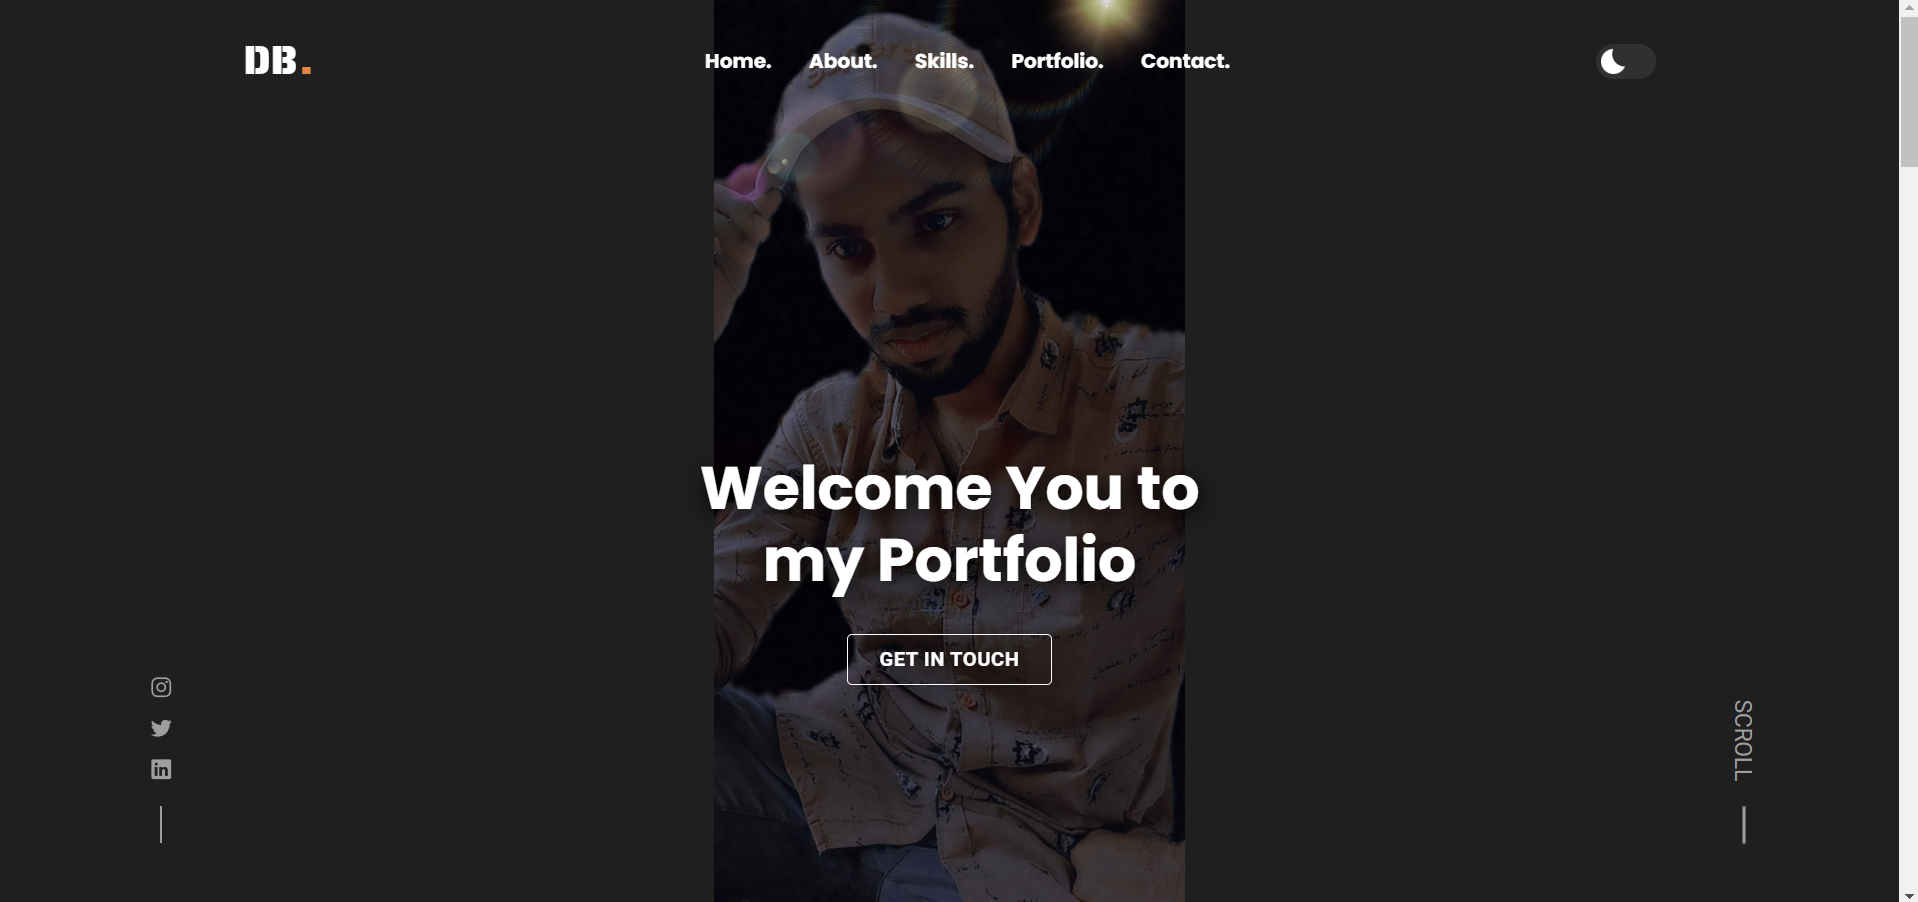 DB.
Home. About. Skills. Portfolio. Contact.
Welcome You to
my Portfolio
GET IN TOUCH
SCROLL